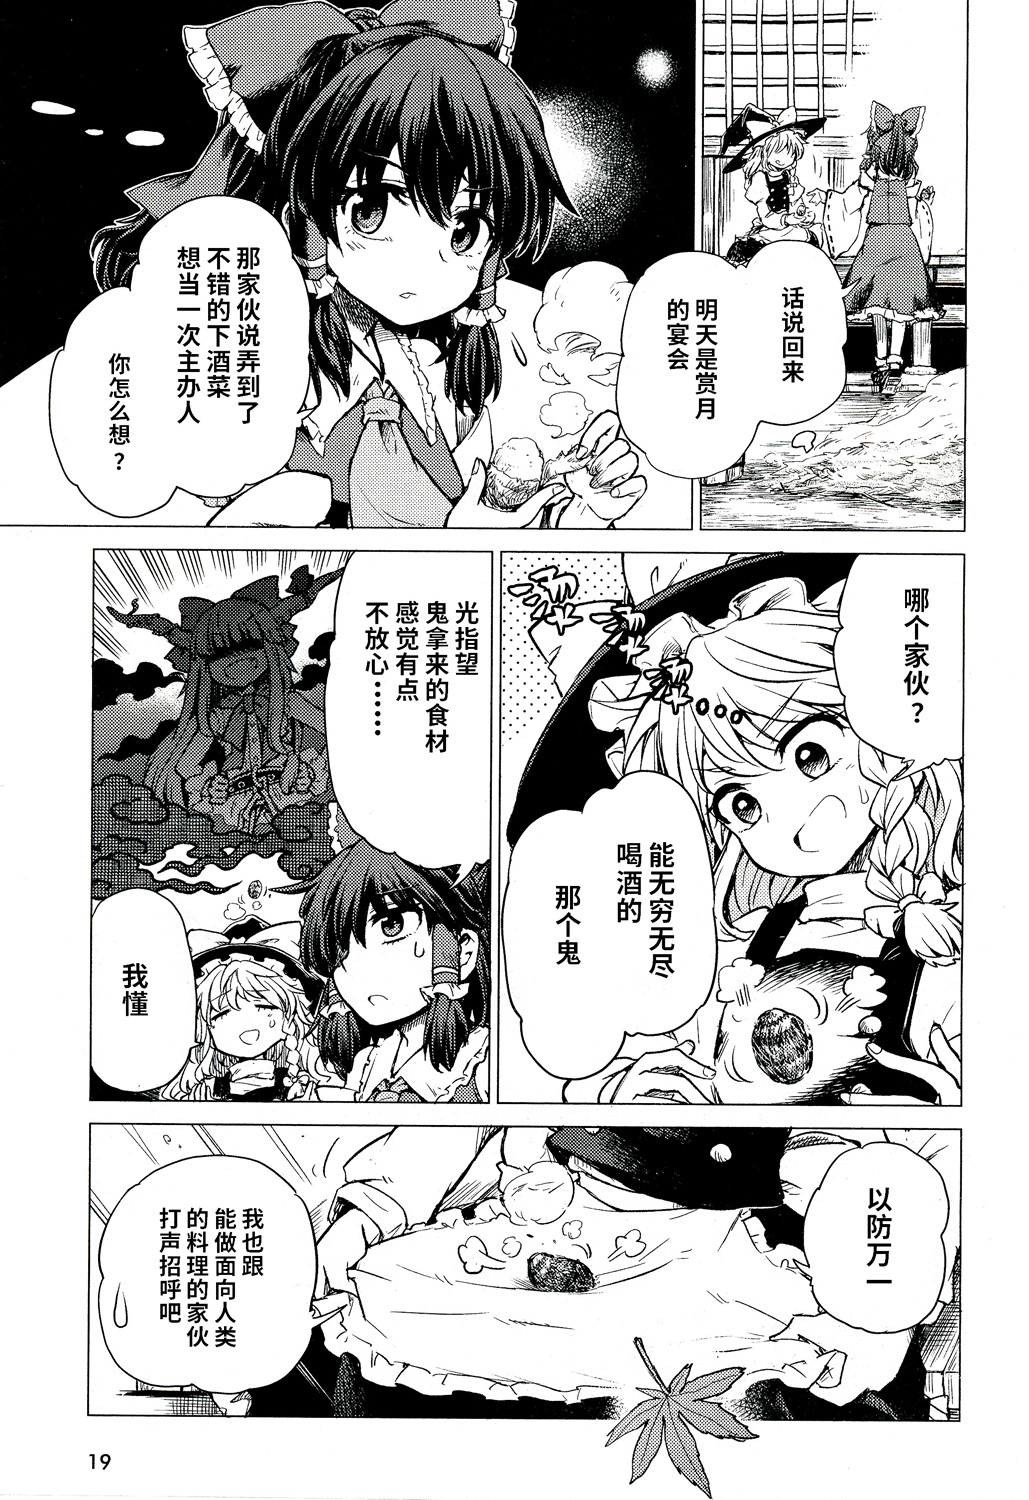 话说回来
明天是赏月
的宴会
那家伙说弄到了
不错的下酒菜
想当一次主办人
你怎么想？
哪个家伙？
能无穷无尽
喝酒的
那个鬼
光指望
鬼拿来的食材
感觉有点
不放心……
我懂
以防万一
我也跟
能做面向人类
的料理的家伙
打声招呼吧
19